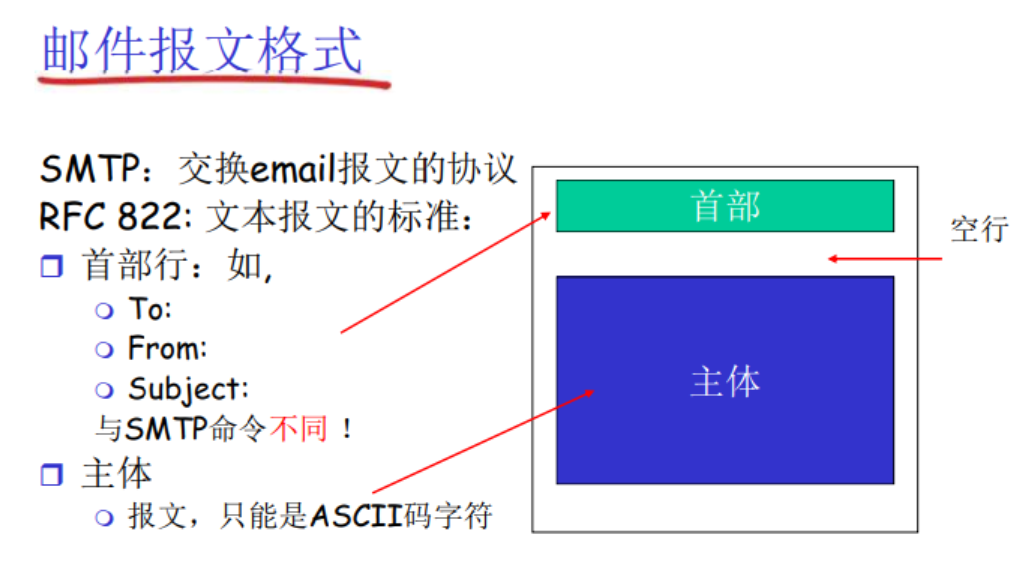 邮件报文格式
SMTP：交换email报文的协议
RFC 822: 文本报文的标准：
首部行：如,
To:
From:
Subject:
与SMTP命令不同！
主体
报文，只能是ASCII码字符
首部
空行
主体